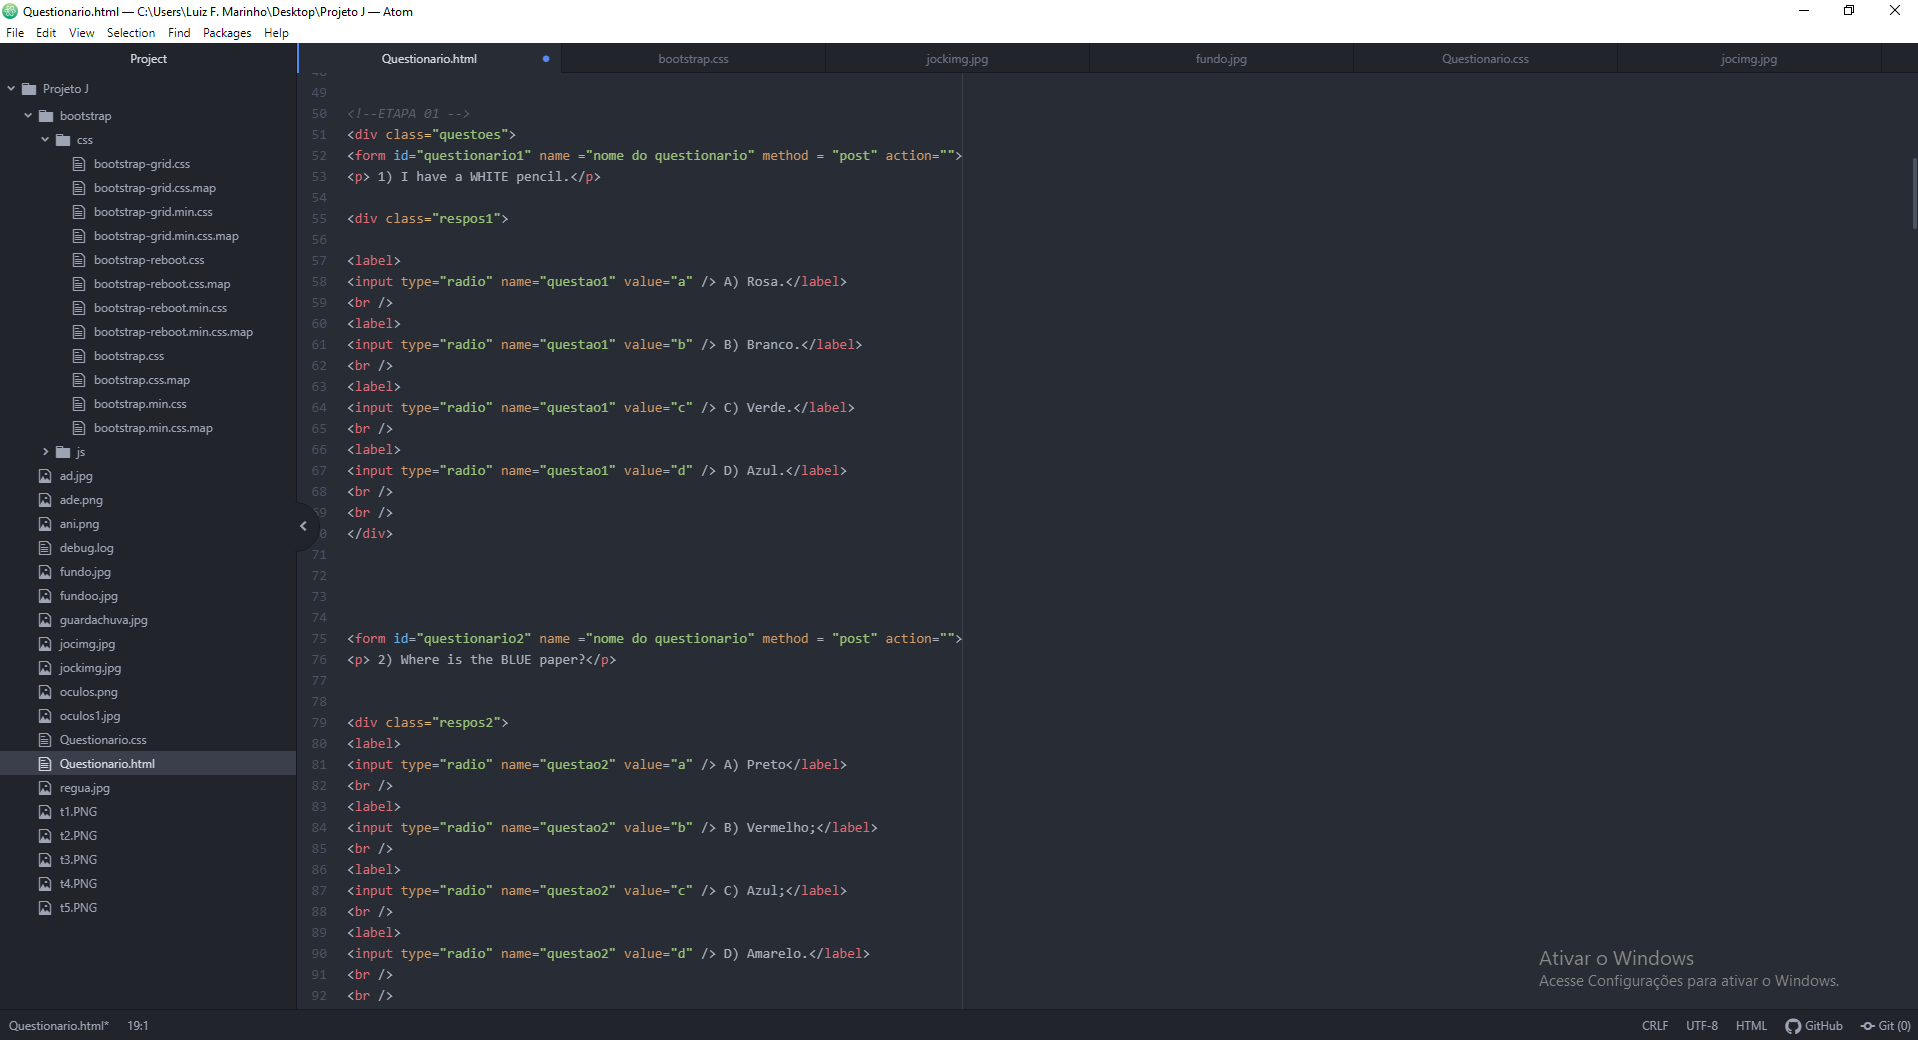 Questionario.html — C:\Users\Luiz F. Marinho\Desktop\Projeto J — Atom
File Edit View Selection Find Packages Help
Project
Projeto J
bootstrap
css
bootstrap-grid.css
bootstrap-grid.css.map
bootstrap-grid.min.css
bootstrap-grid.min.css.map
bootstrap-reboot.css
bootstrap-reboot.css.map
bootstrap-reboot.min.css
bootstrap-reboot.min.css.map
bootstrap.css
bootstrap.css.map
bootstrap.min.css
bootstrap.min.css.map
js
ad.jpg
ade.png
ani.png
debug.log
fundo.jpg
fundoo.jpg
guardachuva.jpg
jocimg.jpg
jockimg.jpg
oculos.png
oculos1.jpg
Questionario.css
Questionario.html
regua.jpg
t1.PNG
t2.PNG
t3.PNG
t4.PNG
t5.PNG
Questionario.html bootstrap.css jockimg.jpg fundo.jpg Questionario.css jocimg.jpg
48
49
50 <!--ETAPA 01 -->
51 <div class="questoes">
52 <form id="questionario1" name ="nome do questionario" method = "post" action="">
53 <p> 1) I have a WHITE pencil.</p>
54
55 <div class="respos1">
56
57 <label>
58 <input type="radio" name="questao1" value="a" /> A) Rosa.</label>
59 <br />
60 <label>
61 <input type="radio" name="questao1" value="b" /> B) Branco.</label>
62 <br />
63 <label>
64 <input type="radio" name="questao1" value="c" /> C) Verde.</label>
65 <br />
66 <label>
67 <input type="radio" name="questao1" value="d" /> D) Azul.</label>
68 <br />
69 <br />
0 </div>
71
72
73
74
75 <form id="questionario2" name ="nome do questionario" method = "post" action="">
76 <p> 2) Where is the BLUE paper?</p>
77
78
79 <div class="respos2">
80 <label>
81 <input type="radio" name="questao2" value="a" /> A) Preto</label>
82 <br />
83 <label>
84 <input type="radio" name="questao2" value="b" /> B) Vermelho;</label>
85 <br />
86 <label>
87 <input type="radio" name="questao2" value="c" /> C) Azul;</label>
88 <br />
89 <label>
90 <input type="radio" name="questao2" value="d" /> D) Amarelo.</label>
91 <br />
92 <br />
Ativar o Windows
Acesse Configurações para ativar o Windows.
Questionario.html* 19:1 CRLF UTF-8 HTML GitHub Git (0)